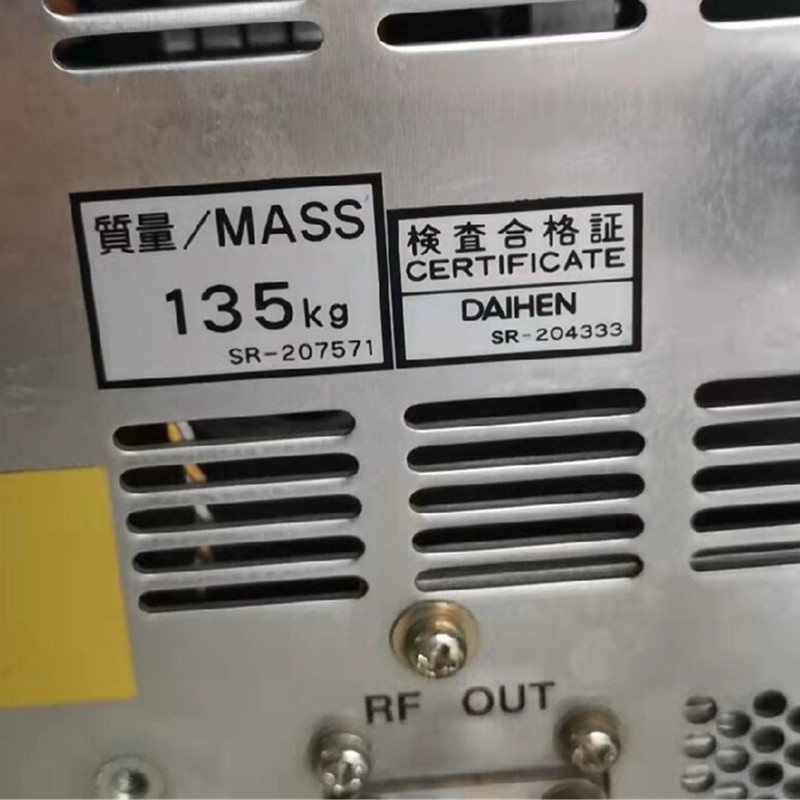 質量/MASS
135kg
SR-207571
検査合格証
CERTIFICATE
DAIHEN
SR-204333
RF OUT